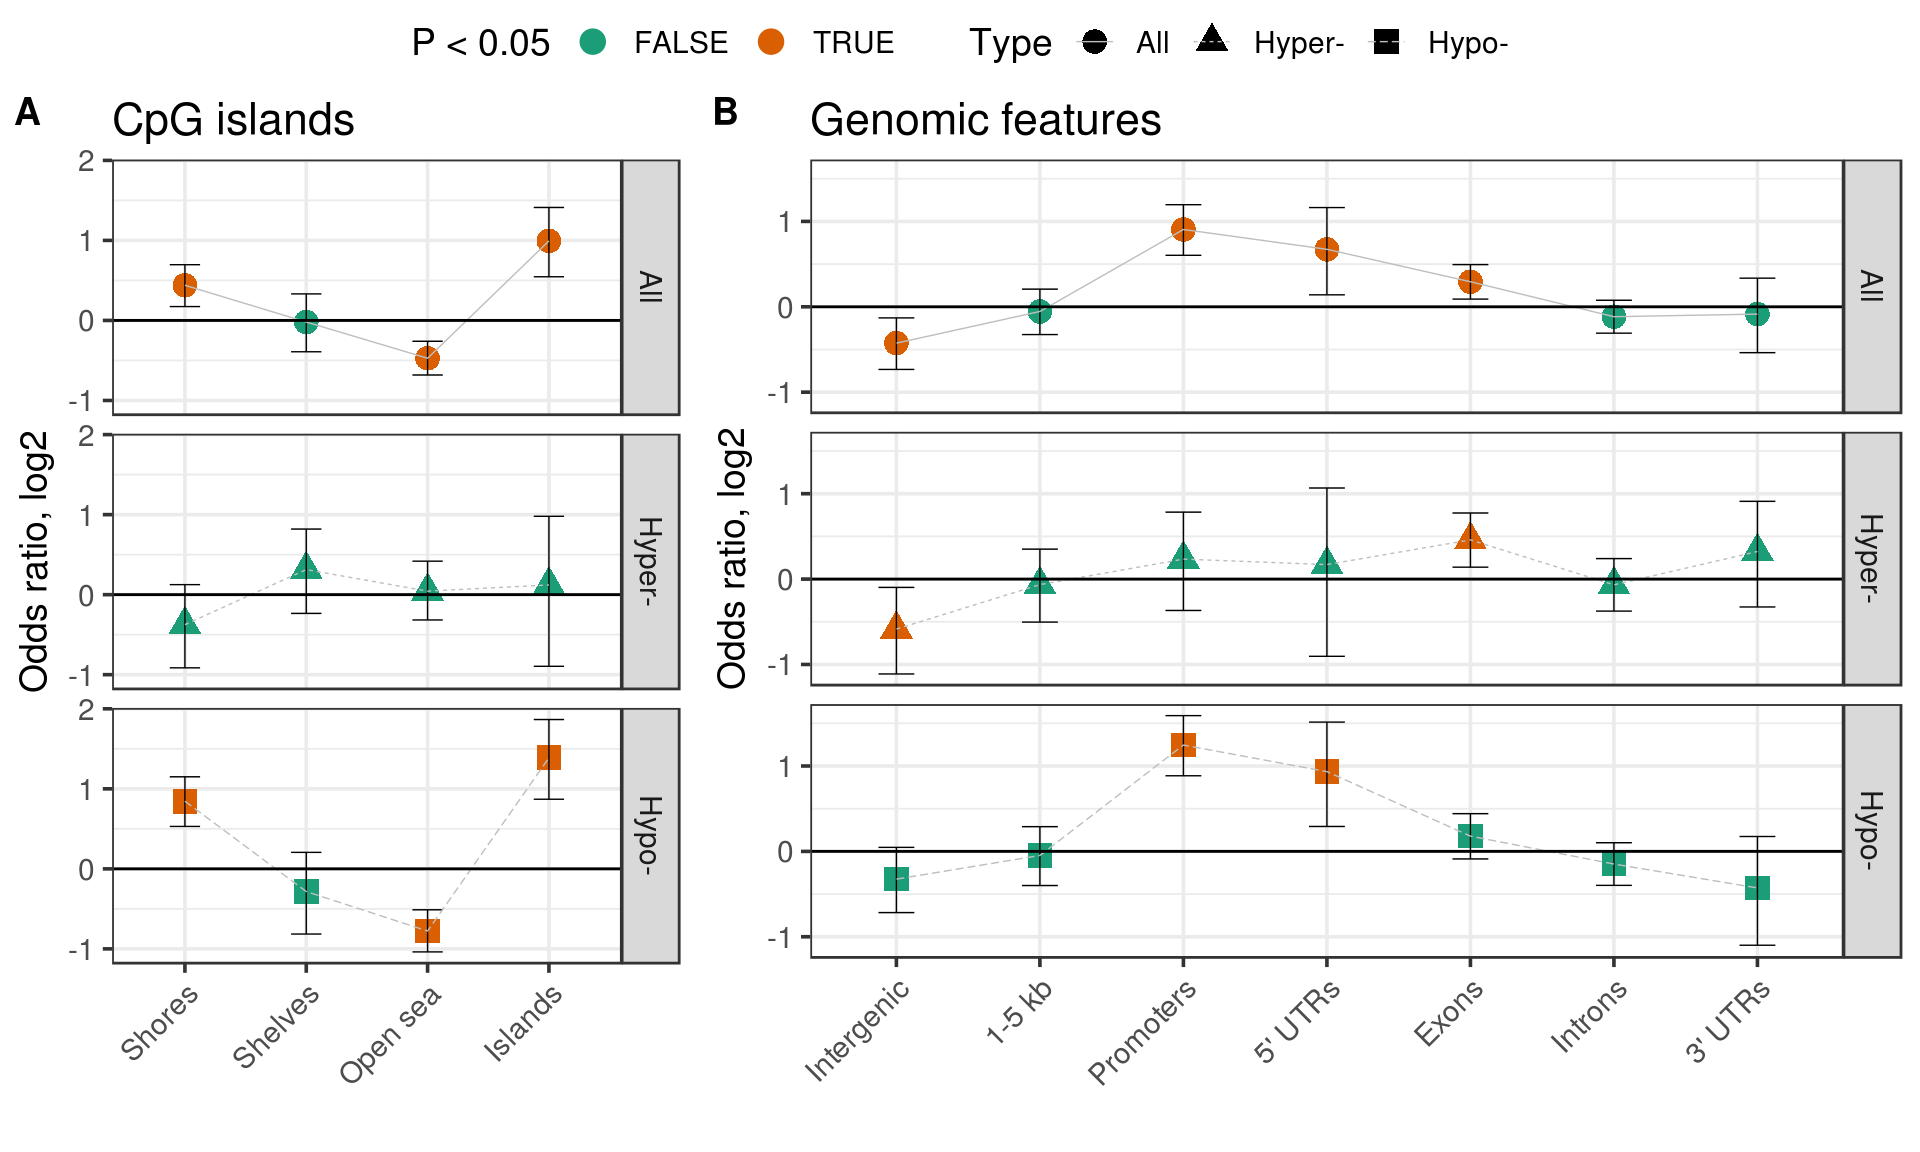 P < 0.05 FALSE TRUE Type All Hyper- Hypo-
A CpG islands
B Genomic features
Odds ratio, log2
2
1
0
-1
All
2
1
0
-1
Hyper-
2
1
0
-1
Hypo-
Shores Shelves Open sea Islands
Odds ratio, log2
1
0
-1
All
1
0
-1
Hyper-
1
0
-1
Hypo-
Intergenic 1-5 kb Promoters 5' UTRs Exons Introns 3' UTRs